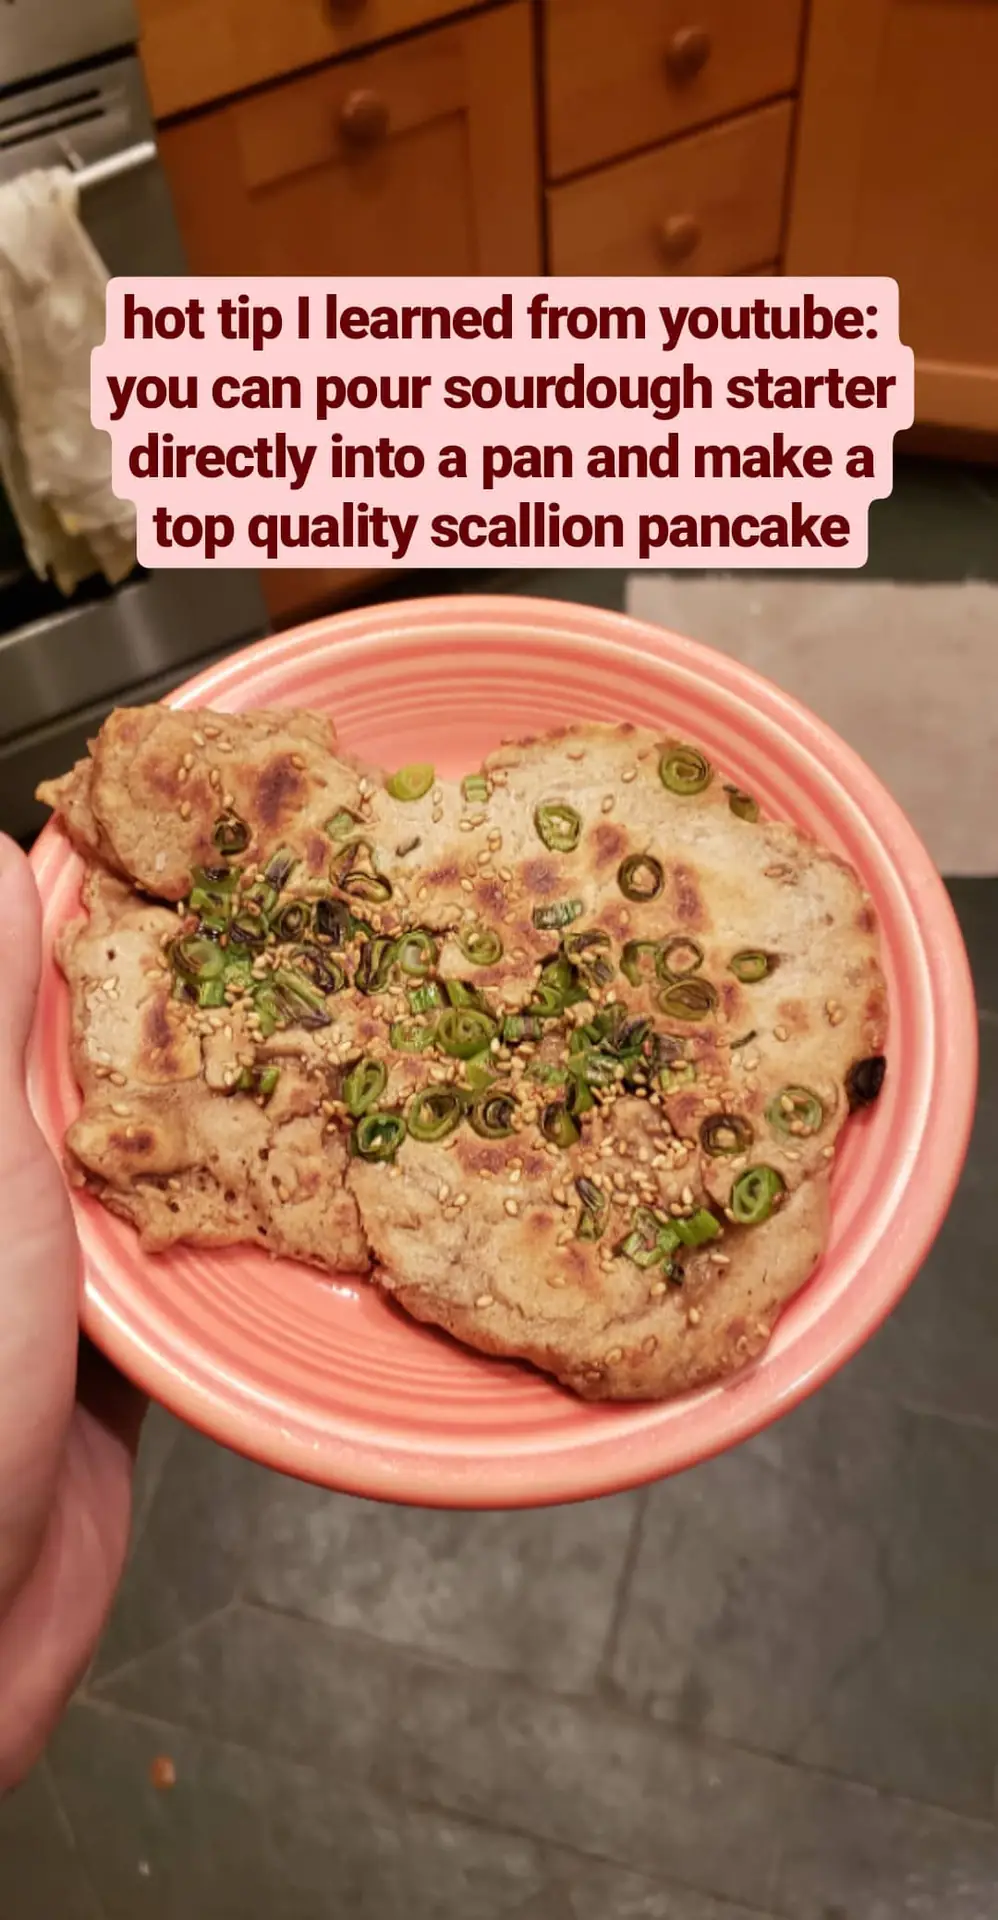 hot tip I learned from youtube:
you can pour sourdough starter
directly into a pan and make a
top quality scallion pancake